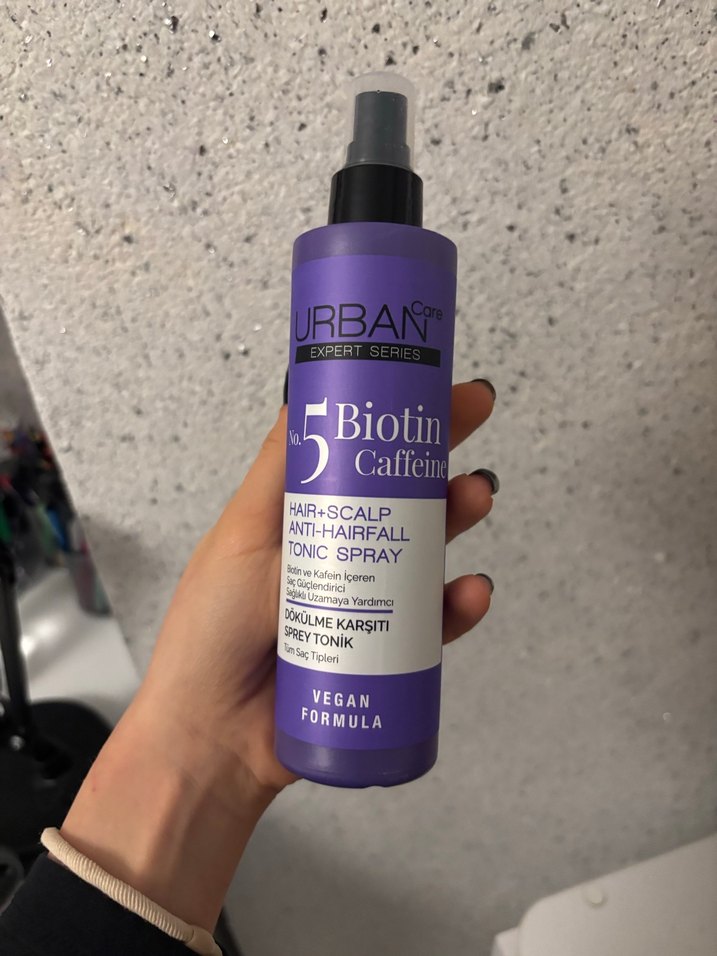 URBAN Care
EXPERT SERIES
No.5 Biotin
Caffeine
HAIR+SCALP
ANTI-HAIRFALL
TONIC SPRAY
Biotin ve Kafein İçeren
Saç Güçlendirici
Sağlıklı Uzamaya Yardımcı
DÖKÜLME KARŞITI
SPREY TONİK
Tüm Saç Tipleri
VEGAN
FORMULA